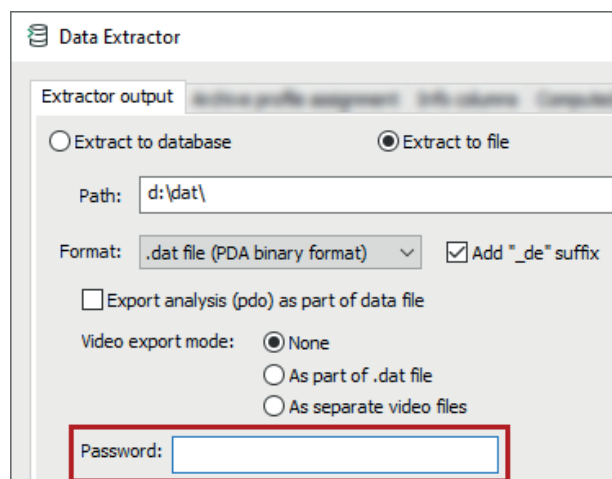 Data Extractor
Extractor output
Extract to database Extract to file
Path: d:\dat\
Format: .dat file (PDA binary format) Add "_de" suffix
Export analysis (pdo) as part of data file
Video export mode: None
As part of .dat file
As separate video files
Password: